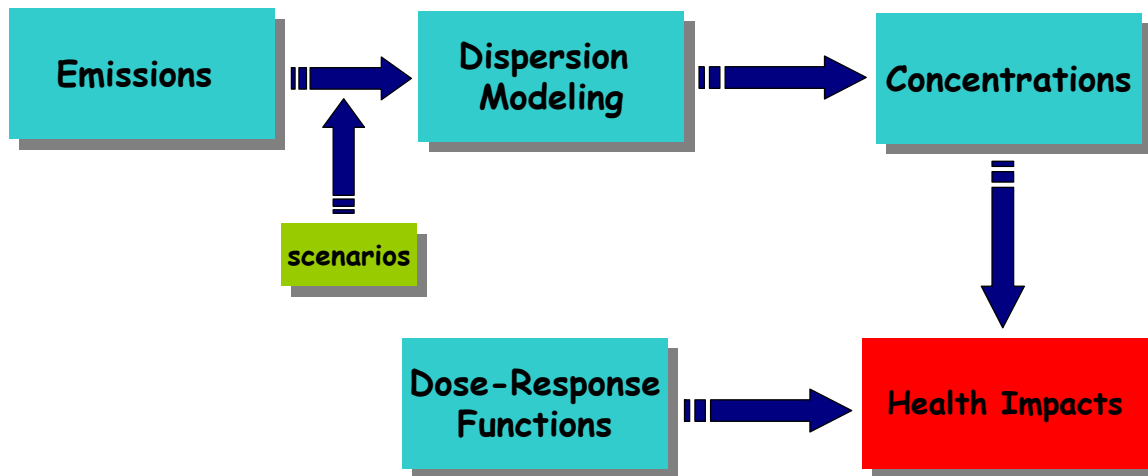 Emissions
Dispersion
Modeling
Concentrations
scenarios
Dose-Response
Functions
Health Impacts